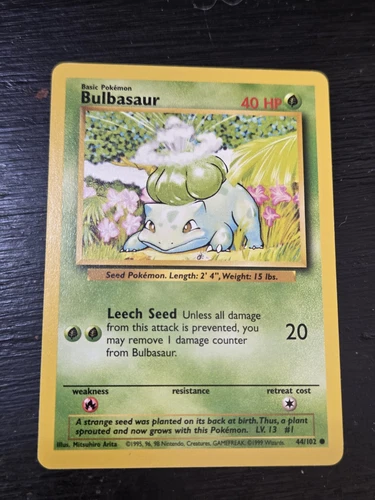 Basic Pokémon
Bulbasaur 40 HP
Seed Pokémon. Length: 2' 4", Weight: 15 lbs.
Leech Seed Unless all damage
from this attack is prevented, you
may remove 1 damage counter
from Bulbasaur.
20
weakness resistance retreat cost
A strange seed was planted on its back at birth. Thus, a plant
sprouted and now grows with this Pokémon. LV. 13 #1
Illus. Mitsuhiro Arita ©1995, 96, 98 Nintendo, Creatures, GAMEFREAK. ©1999 Wizards. 44/102